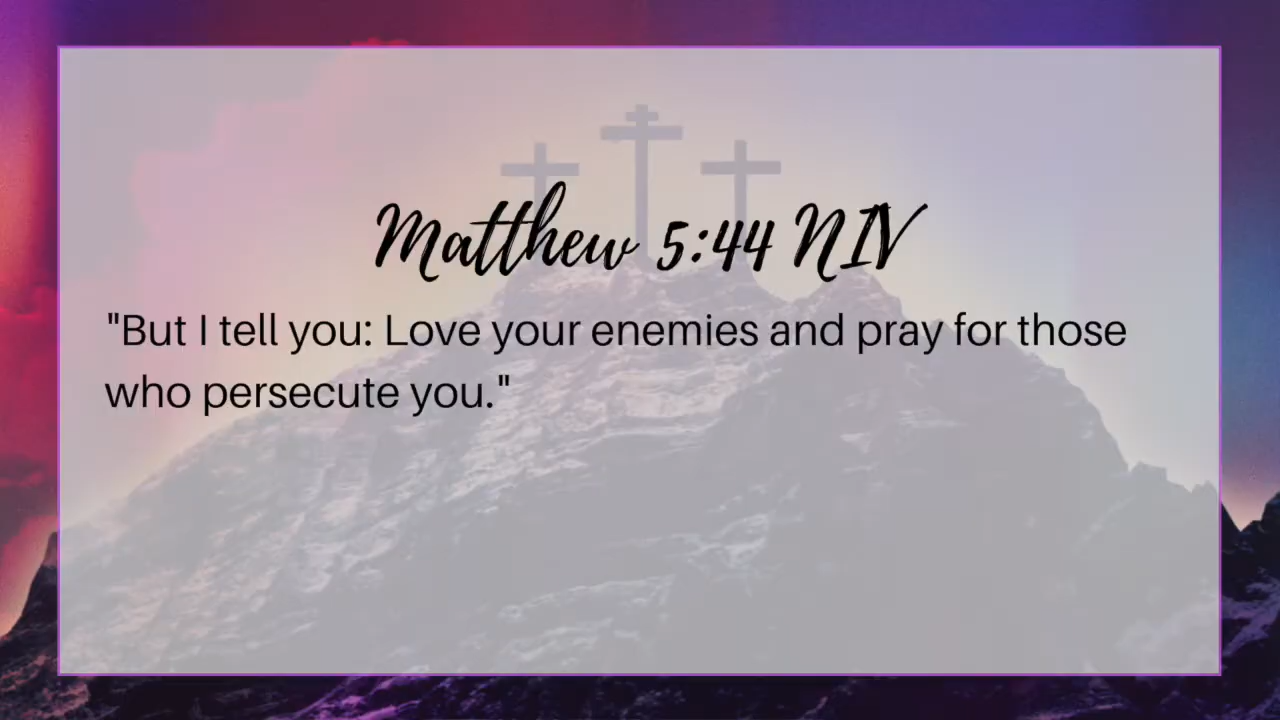 Matthew 5:44 NIV
"But I tell you: Love your enemies and pray for those
who persecute you."